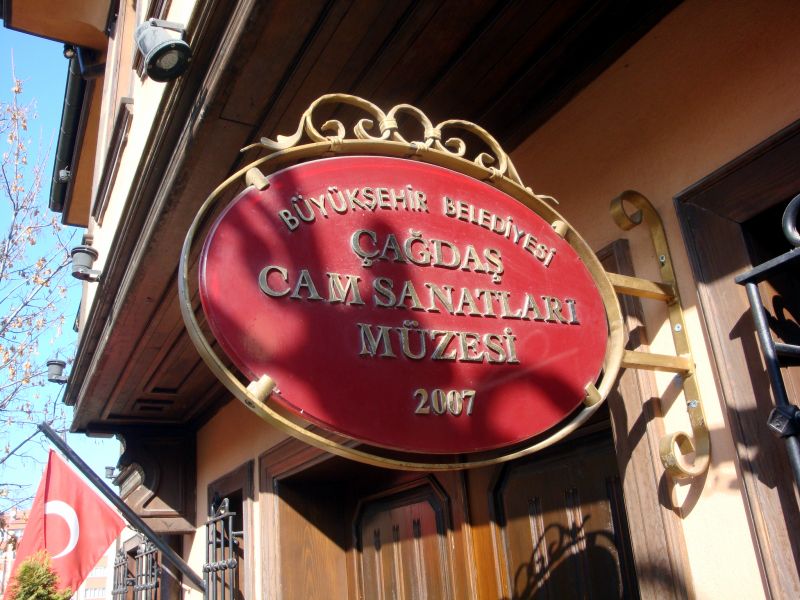 BÜYÜKŞEHİR BELEDİYESİ
ÇAĞDAŞ
CAM SANATLARI
MÜZESİ
2007